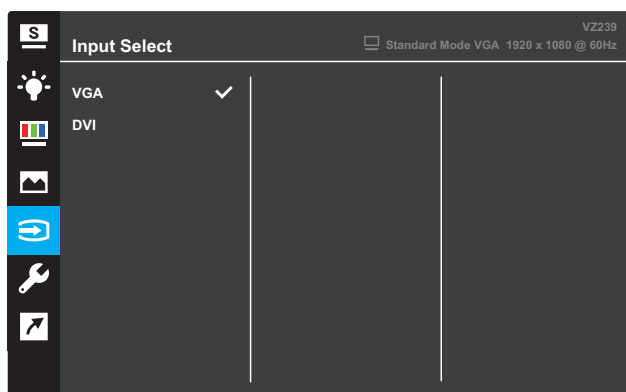 S
VZ239
Input Select
Standard Mode VGA 1920 x 1080 @ 60Hz
VGA
DVI